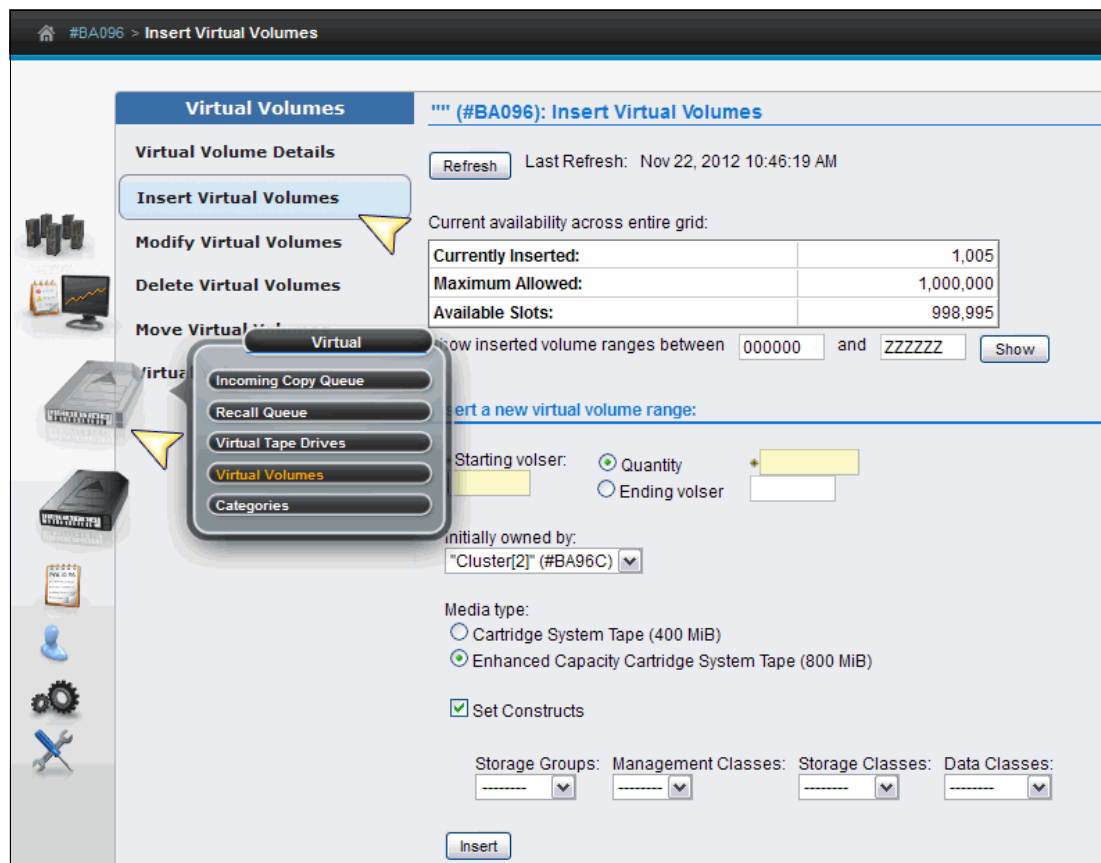 #BA096 > Insert Virtual Volumes
Virtual Volumes
Virtual Volume Details
Insert Virtual Volumes
Modify Virtual Volumes
Delete Virtual Volumes
Move Virtual
Virtual
Incoming Copy Queue
Recall Queue
Virtual Tape Drives
Virtual Volumes
Categories
"" (#BA096): Insert Virtual Volumes
Refresh Last Refresh: Nov 22, 2012 10:46:19 AM
Current availability across entire grid:
Currently Inserted: 1,005
Maximum Allowed: 1,000,000
Available Slots: 998,995
inserted volume ranges between 000000 and ZZZZZZ Show
a new virtual volume range:
Starting volser: Quantity
Ending volser
Initially owned by:
"Cluster[2]" (#BA96C)
Media type:
Cartridge System Tape (400 MiB)
Enhanced Capacity Cartridge System Tape (800 MiB)
Set Constructs
Storage Groups: Management Classes: Storage Classes: Data Classes:
-------- -------- -------- --------
Insert